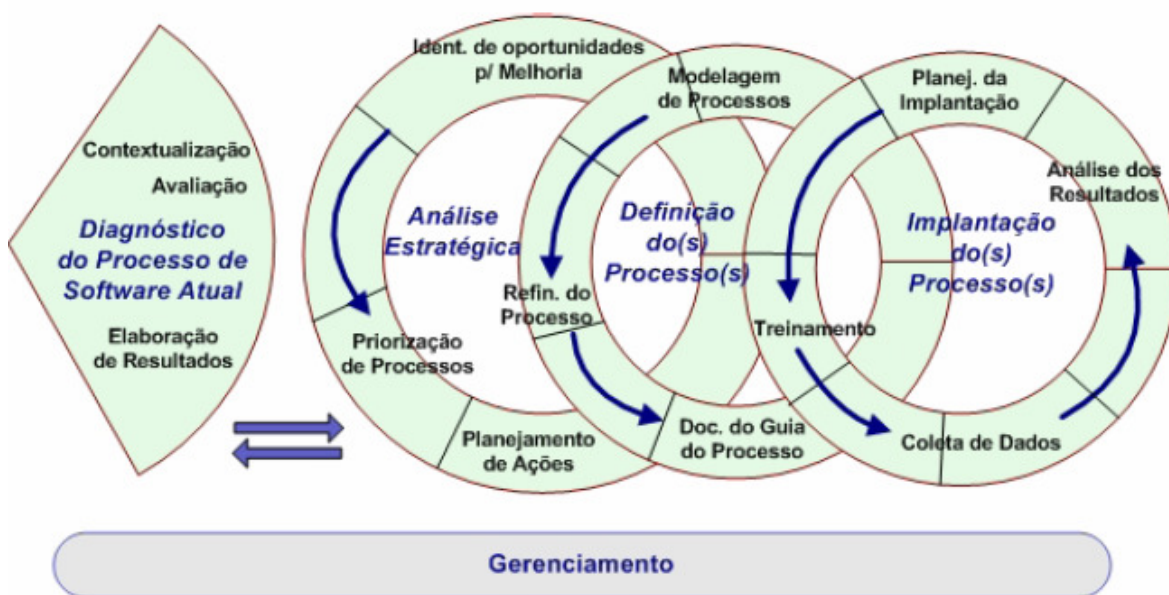 Contextualização
Avaliação
Diagnóstico
do Processo de
Software Atual
Elaboração
de Resultados
Ident. de oportunidades
p/ Melhoria
Análise
Estratégica
Priorização
de Processos
Planejamento
de Ações
Modelagem
de Processos
Definição
do(s)
Processo(s)
Refin. do
Processo
Doc. do Guia
do Processo
Planej. da
Implantação
Análise dos
Resultados
Implantação
do(s)
Processo(s)
Treinamento
Coleta de Dados
Gerenciamento